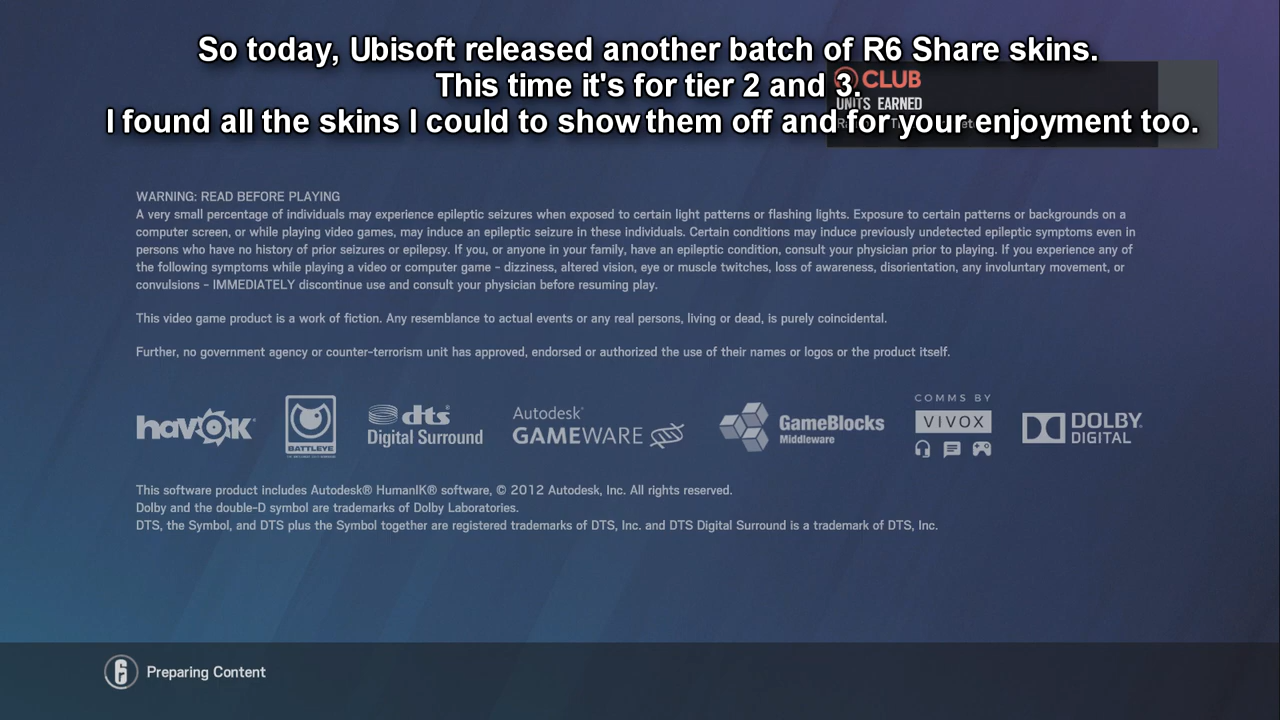 So today, Ubisoft released another batch of R6 Share skins.
This time it's for tier 2 and 3.
I found all the skins I could to show them off and for your enjoyment too.
CLUB
UNITS EARNED
WARNING: READ BEFORE PLAYING
A very small percentage of individuals may experience epileptic seizures when exposed to certain light patterns or flashing lights. Exposure to certain patterns or backgrounds on a
computer screen, or while playing video games, may induce an epileptic seizure in these individuals. Certain conditions may induce previously undetected epileptic symptoms even in
persons who have no history of prior seizures or epilepsy. If you, or anyone in your family, have an epileptic condition, consult your physician prior to playing. If you experience any of
the following symptoms while playing a video or computer game - dizziness, altered vision, eye or muscle twitches, loss of awareness, disorientation, any involuntary movement, or
convulsions - IMMEDIATELY discontinue use and consult your physician before resuming play.
This video game product is a work of fiction. Any resemblance to actual events or any real persons, living or dead, is purely coincidental.
Further, no government agency or counter-terrorism unit has approved, endorsed or authorized the use of their names or logos or the product itself.
havok
BATTLEYE
dts
Digital Surround
Autodesk®
GAMEWARE
GameBlocks
Middleware
COMMS BY
VIVOX
DOLBY
DIGITAL
This software product includes Autodesk® HumanIK® software, © 2012 Autodesk, Inc. All rights reserved.
Dolby and the double-D symbol are trademarks of Dolby Laboratories.
DTS, the Symbol, and DTS plus the Symbol together are registered trademarks of DTS, Inc. and DTS Digital Surround is a trademark of DTS, Inc.
6 Preparing Content